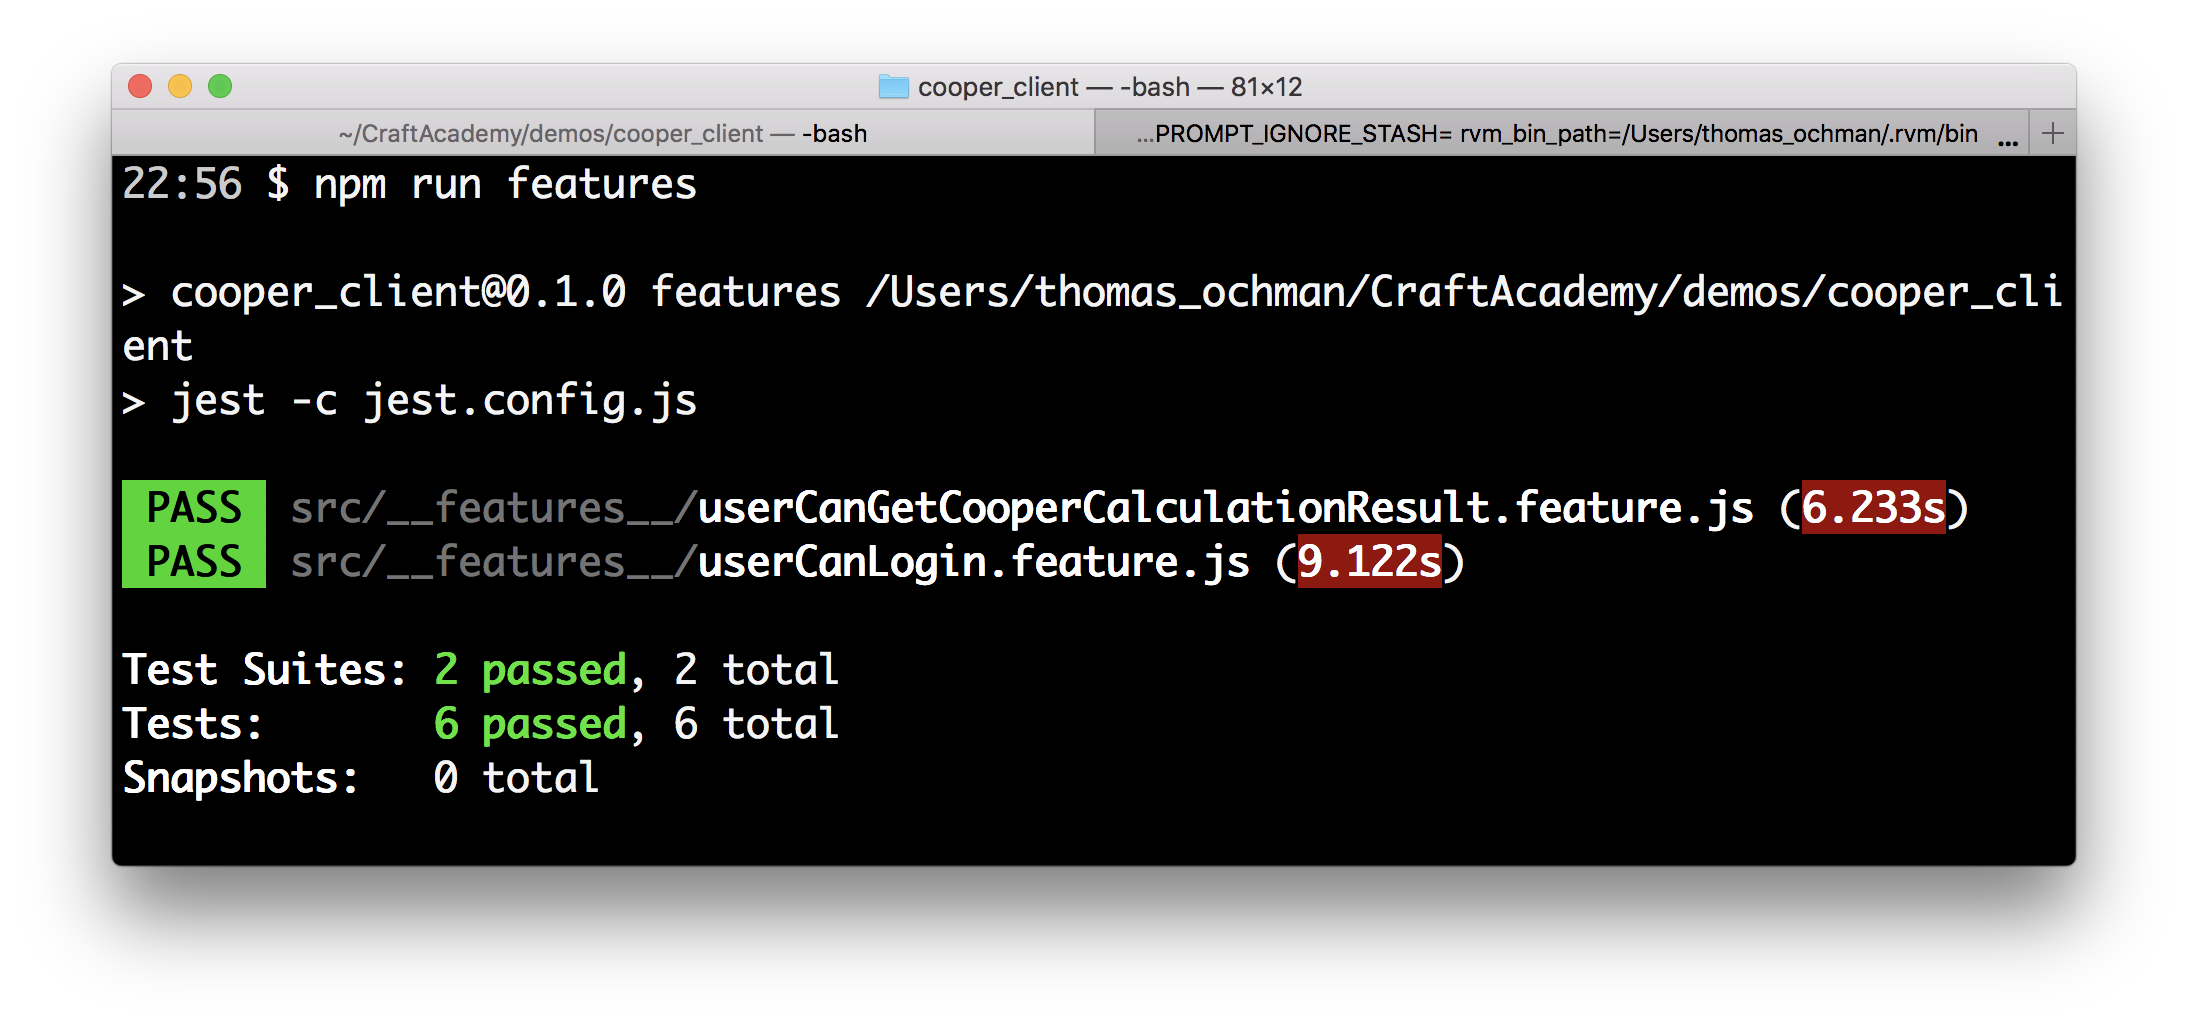 cooper_client — -bash — 81×12
~/CraftAcademy/demos/cooper_client — -bash
...PROMPT_IGNORE_STASH= rvm_bin_path=/Users/thomas_ochman/.rvm/bin ...
22:56 $ npm run features
> cooper_client@0.1.0 features /Users/thomas_ochman/CraftAcademy/demos/cooper_cli
ent
> jest -c jest.config.js
PASS src/__features__/userCanGetCooperCalculationResult.feature.js (6.233s)
PASS src/__features__/userCanLogin.feature.js (9.122s)
Test Suites: 2 passed, 2 total
Tests: 6 passed, 6 total
Snapshots: 0 total